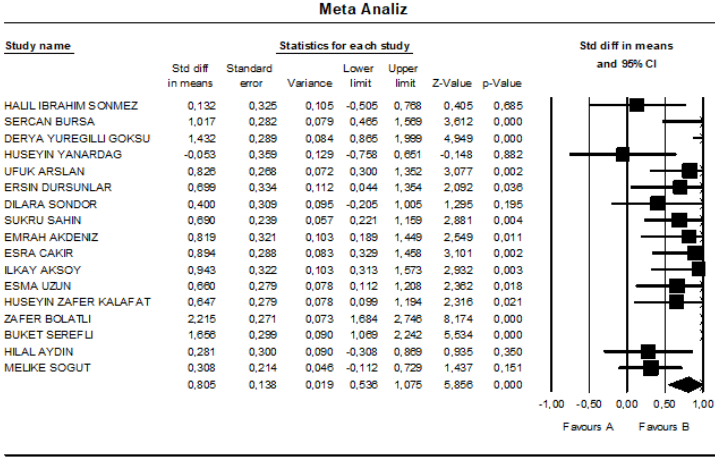 Meta Analiz
Study name Statistics for each study Std diff in means and 95% CI
Std diff in means Standard error Variance Lower limit Upper limit Z-Value p-Value
HALIL IBRAHIM SONMEZ 0,132 0,325 0,105 -0,505 0,768 0,405 0,685
SERCAN BURSA 1,017 0,282 0,079 0,465 1,569 3,612 0,000
DERYA YUREGILLI GOKSU 1,432 0,289 0,084 0,865 1,999 4,949 0,000
HUSEYIN YANARDAG -0,053 0,359 0,129 -0,758 0,651 -0,148 0,882
UFUK ARSLAN 0,826 0,268 0,072 0,300 1,352 3,077 0,002
ERSIN DURSUNLAR 0,699 0,334 0,112 0,044 1,354 2,092 0,036
DILARA SONDOR 0,400 0,309 0,095 -0,205 1,005 1,295 0,195
SUKRU SAHIN 0,690 0,239 0,057 0,221 1,159 2,881 0,004
EMRAH AKDENIZ 0,819 0,321 0,103 0,189 1,449 2,549 0,011
ESRA CAKIR 0,894 0,288 0,083 0,329 1,458 3,101 0,002
ILKAY AKSOY 0,943 0,322 0,103 0,313 1,573 2,932 0,003
ESMA UZUN 0,660 0,279 0,078 0,112 1,208 2,362 0,018
HUSEYIN ZAFER KALAFAT 0,647 0,279 0,078 0,099 1,194 2,316 0,021
ZAFER BOLATLI 2,215 0,271 0,073 1,684 2,746 8,174 0,000
BUKET SEREFLI 1,656 0,299 0,090 1,069 2,242 5,534 0,000
HILAL AYDIN 0,281 0,300 0,090 -0,308 0,869 0,935 0,350
MELIKE SOGUT 0,308 0,214 0,046 -0,112 0,729 1,437 0,151
0,805 0,138 0,019 0,536 1,075 5,856 0,000
-1,00 -0,50 0,00 0,50 1,00
Favours A Favours B